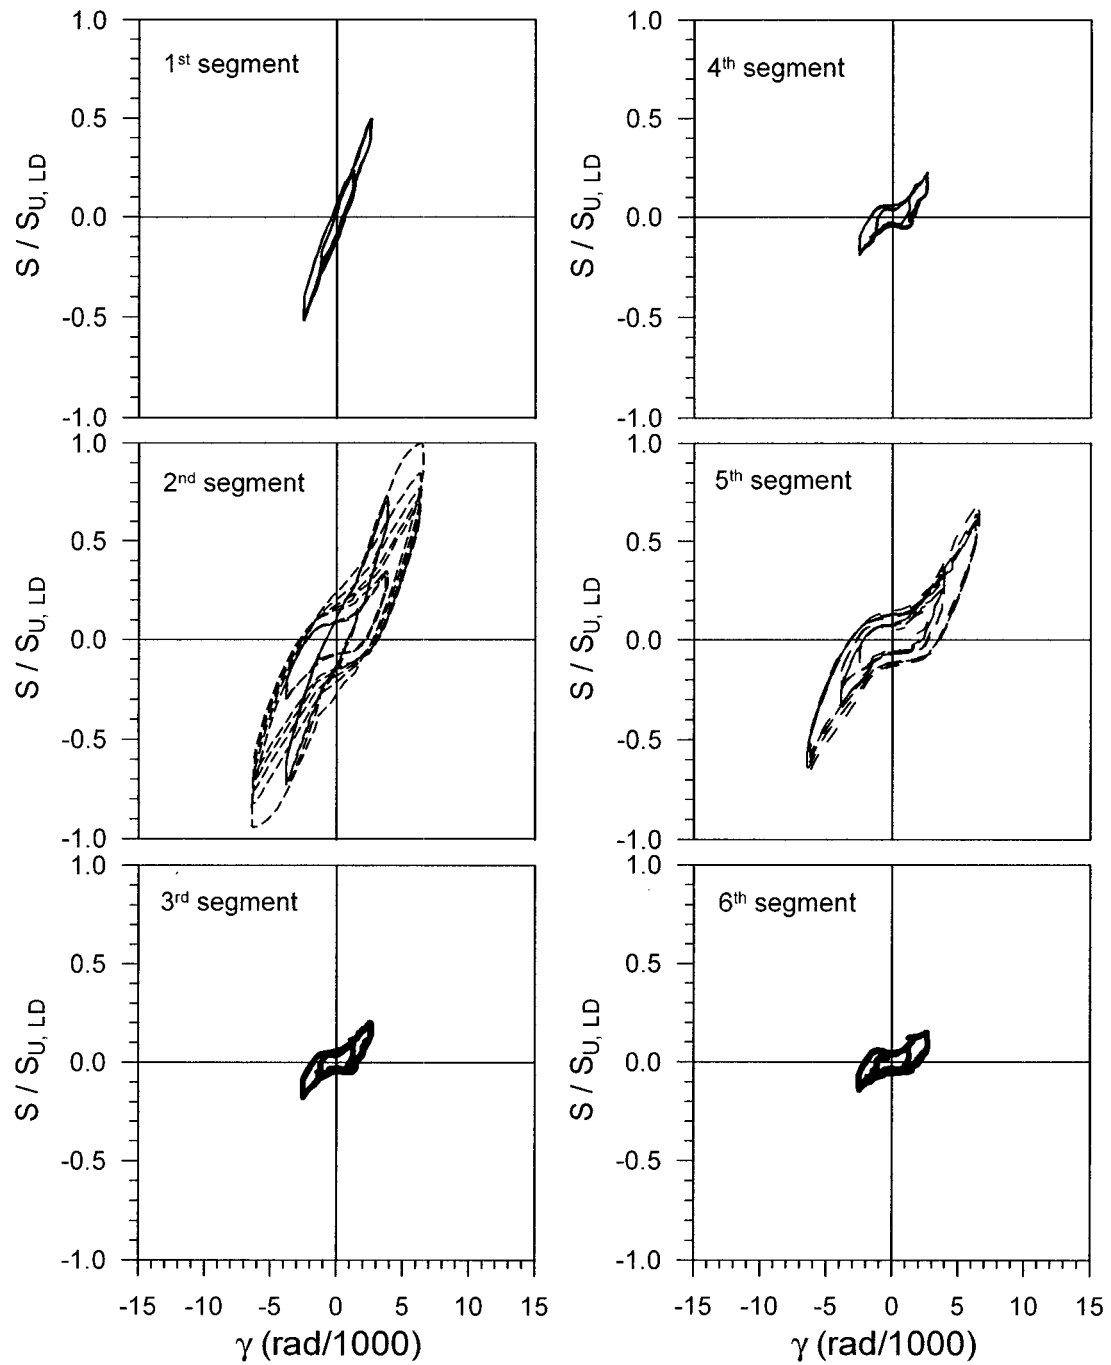 1st segment
1.0
0.5
0.0
-0.5
-1.0
S / SU, LD
4th segment
1.0
0.5
0.0
-0.5
-1.0
S / SU, LD
2nd segment
1.0
0.5
0.0
-0.5
-1.0
S / SU, LD
5th segment
1.0
0.5
0.0
-0.5
-1.0
S / SU, LD
3rd segment
1.0
0.5
0.0
-0.5
-1.0
S / SU, LD
-15 -10 -5 0 5 10 15
γ (rad/1000)
6th segment
1.0
0.5
0.0
-0.5
-1.0
S / SU, LD
-15 -10 -5 0 5 10 15
γ (rad/1000)